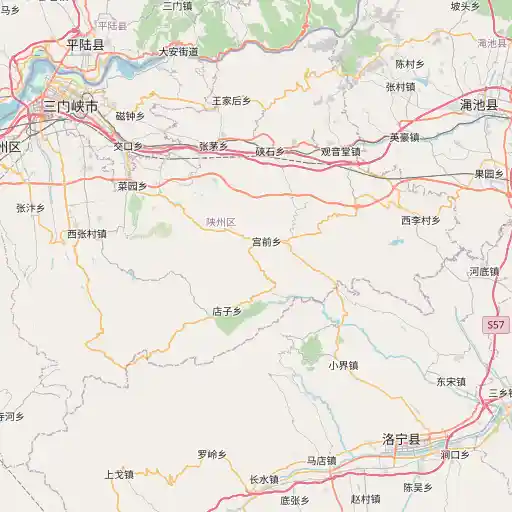 马乡
三门镇
坡头乡
平陆县
平陆县
大安街道
渑池县
陈村乡
张村镇
王家后乡
三门峡市
磁钟乡
渑池县
英豪镇
州区
交口乡
张茅乡
硖石乡
观音堂镇
果园乡
菜园乡
张汴乡
陕州区
西李村乡
西张村镇
宫前乡
河底镇
店子乡
S57
小界镇
东宋镇
三乡镇
寺河乡
洛宁县
罗岭乡
马店镇
涧口乡
上戈镇
长水镇
陈吴乡
底张乡
赵村镇